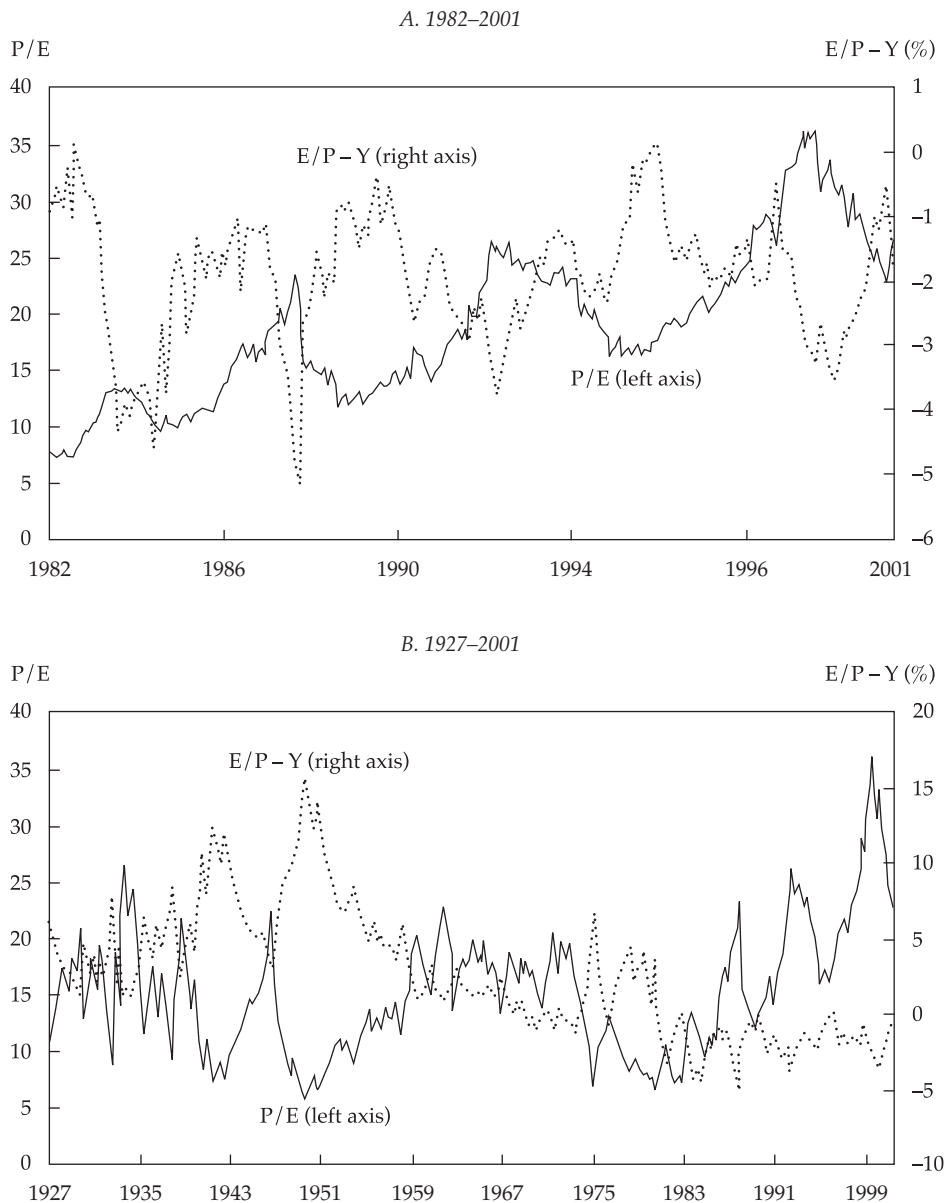 A. 1982–2001
P/E E/P – Y (%)
40 1
35 0
30 –1
25 –2
20 –3
15 –4
10 –5
5 –6
0
E/P – Y (right axis)
P/E (left axis)
1982 1986 1990 1994 1996 2001
B. 1927–2001
P/E E/P – Y (%)
40 20
35 15
30 10
25 5
20 0
15 –5
10 –10
5
0
E/P – Y (right axis)
P/E (left axis)
1927 1935 1943 1951 1959 1967 1975 1983 1991 1999